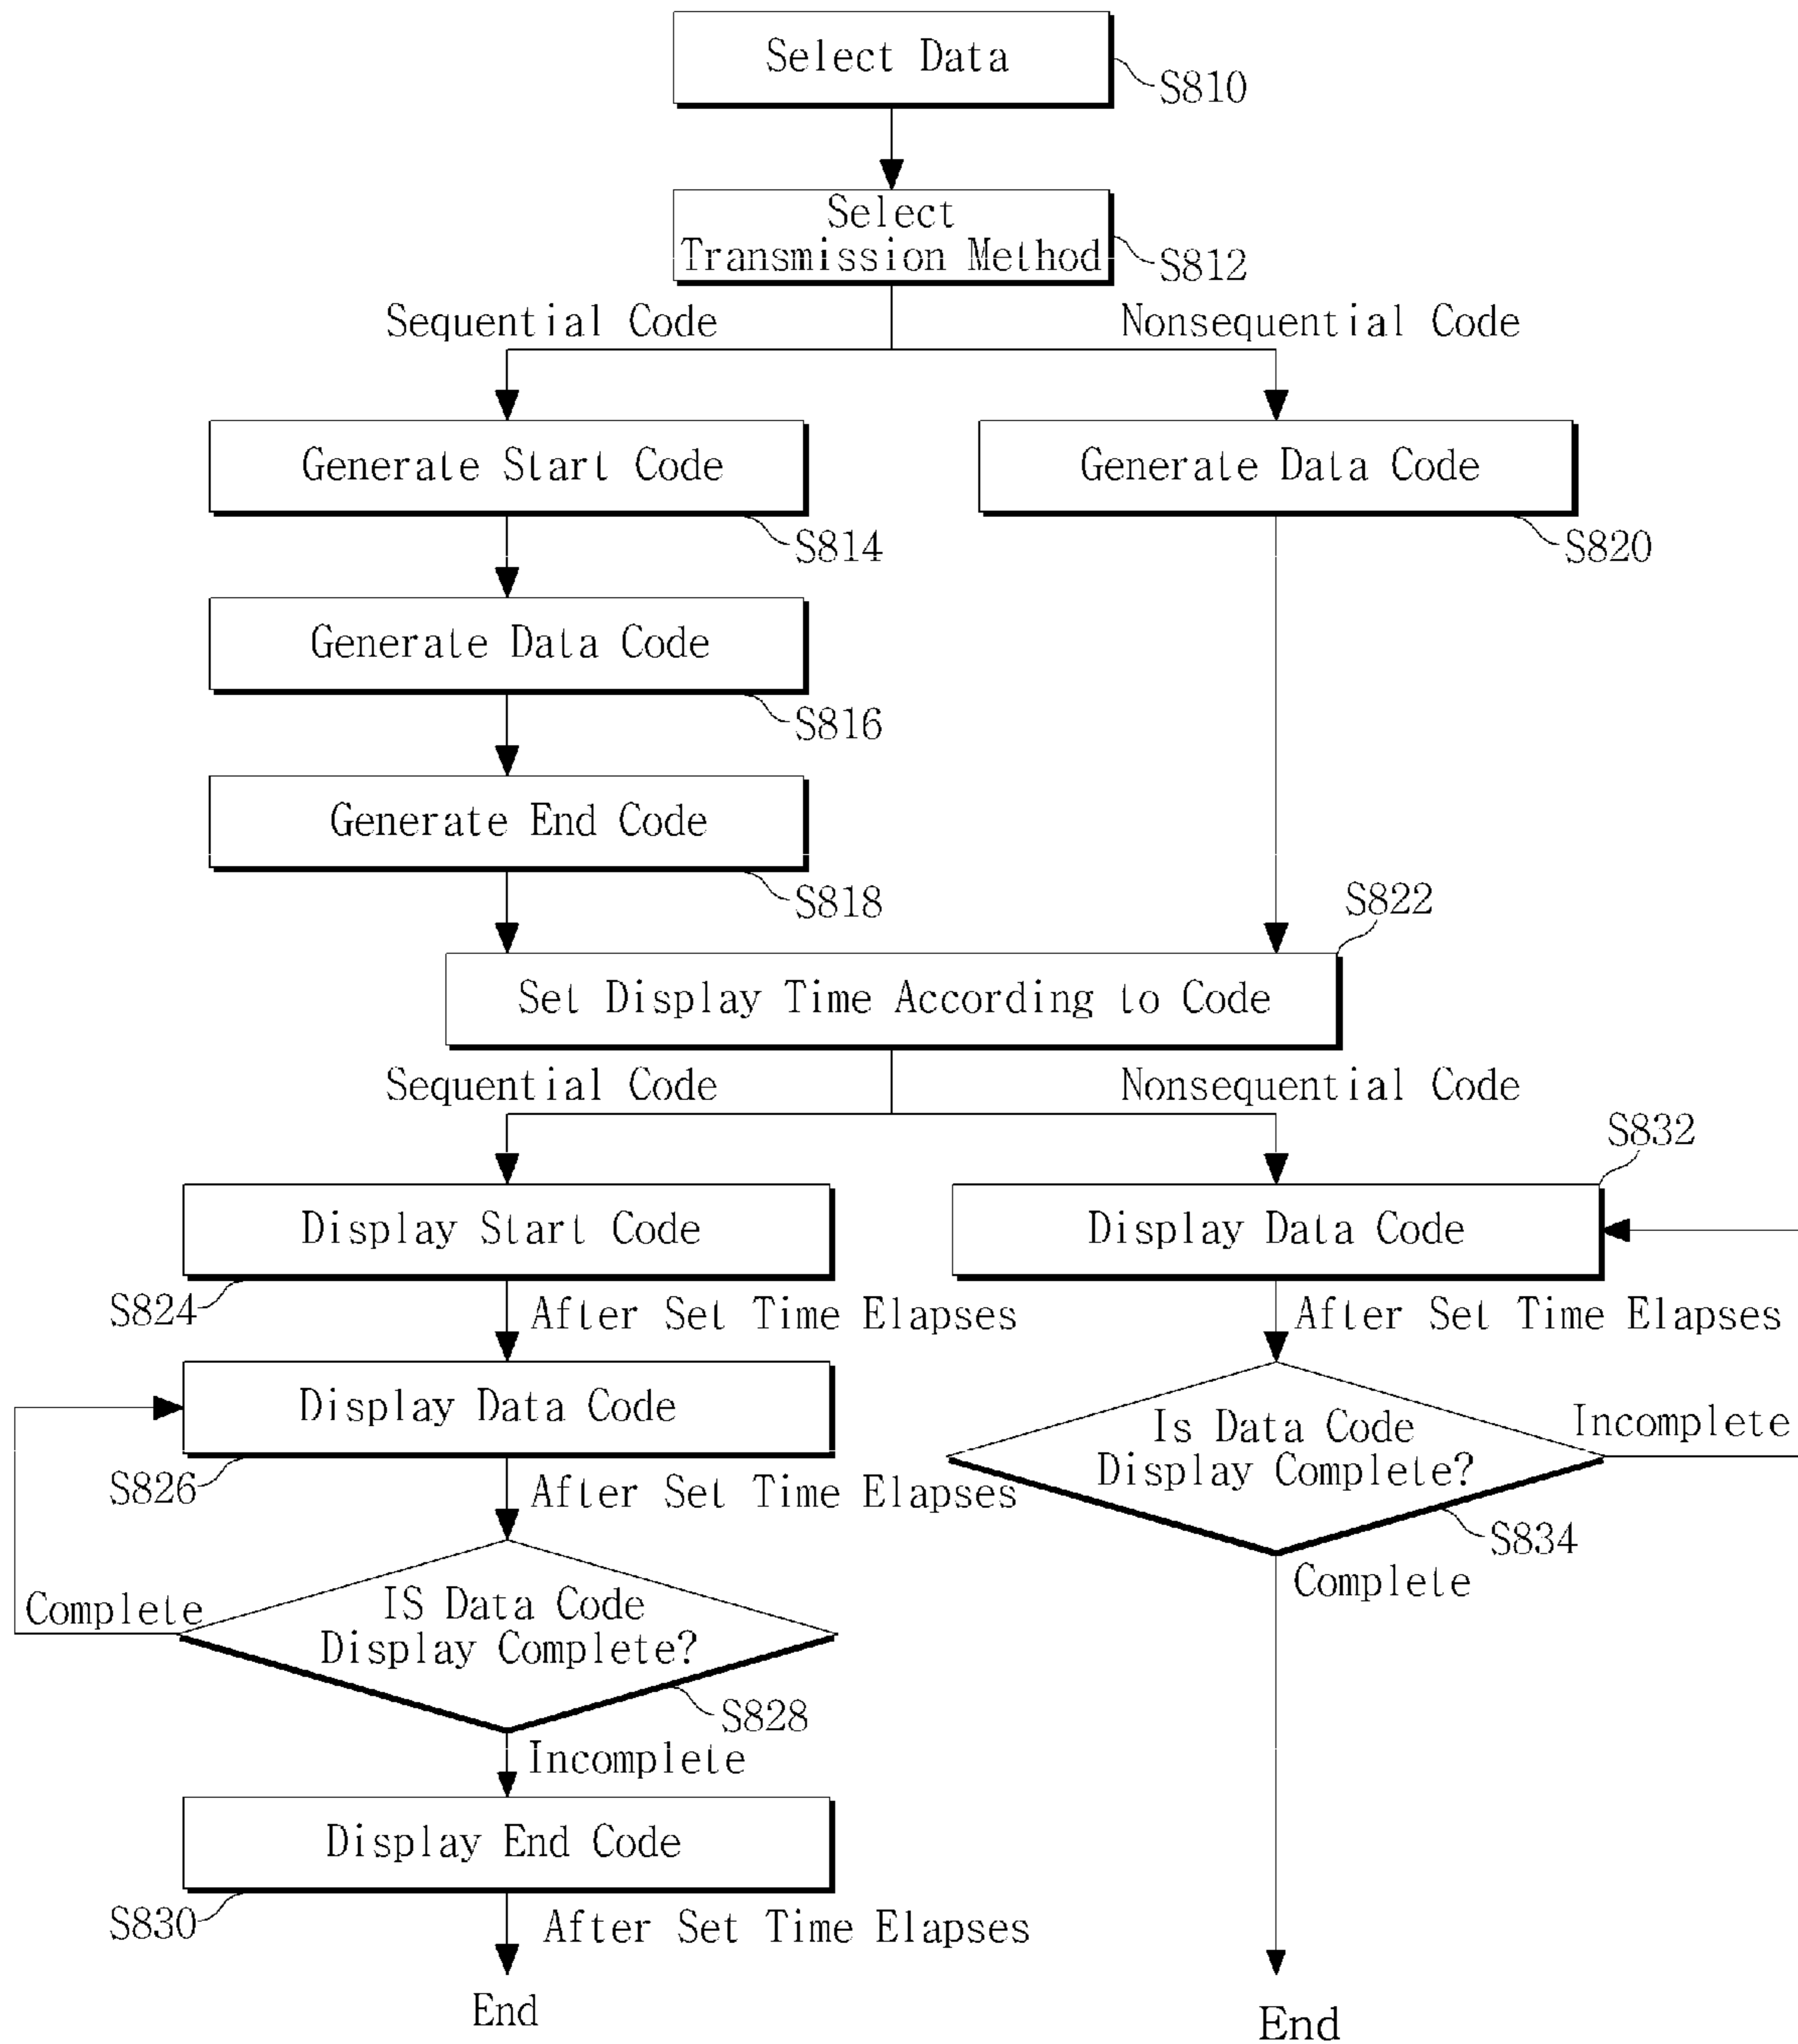 Select Data
S810
Select
Transmission Method
S812
Sequential Code
Nonsequential Code
Generate Start Code
S814
Generate Data Code
S820
Generate Data Code
S816
Generate End Code
S818
S822
Set Display Time According to Code
Sequential Code
Nonsequential Code
S832
Display Start Code
Display Data Code
S824
After Set Time Elapses
After Set Time Elapses
Display Data Code
S826
After Set Time Elapses
Is Data Code
Display Complete?
Incomplete
S834
Complete
Complete
IS Data Code
Display Complete?
S828
Incomplete
Display End Code
S830
After Set Time Elapses
End
End